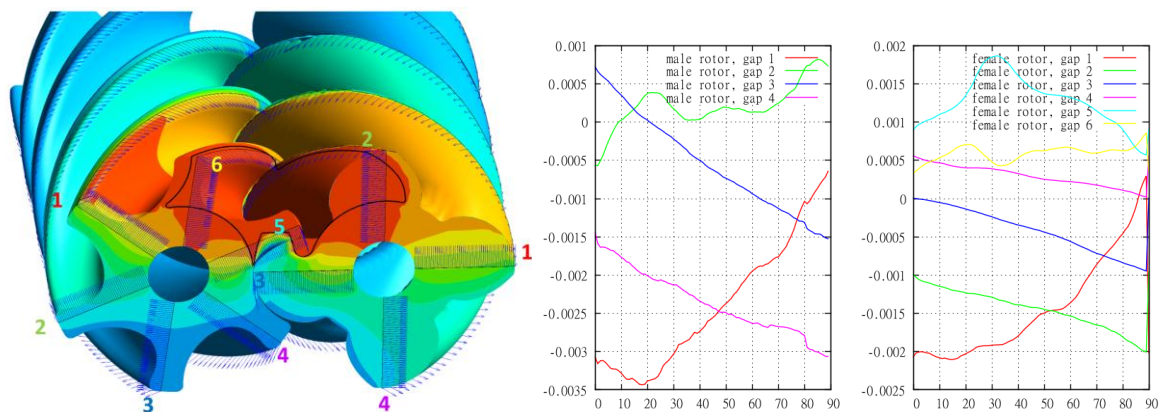 6
2
1
5
1
3
2
4
3
4
0.001
0.0005
0
-0.0005
-0.001
-0.0015
-0.002
-0.0025
-0.003
-0.0035
male rotor, gap 1
male rotor, gap 2
male rotor, gap 3
male rotor, gap 4
0 10 20 30 40 50 60 70 80 90
0.002
0.0015
0.001
0.0005
0
-0.0005
-0.001
-0.0015
-0.002
-0.0025
female rotor, gap 1
female rotor, gap 2
female rotor, gap 3
female rotor, gap 4
female rotor, gap 5
female rotor, gap 6
0 10 20 30 40 50 60 70 80 90